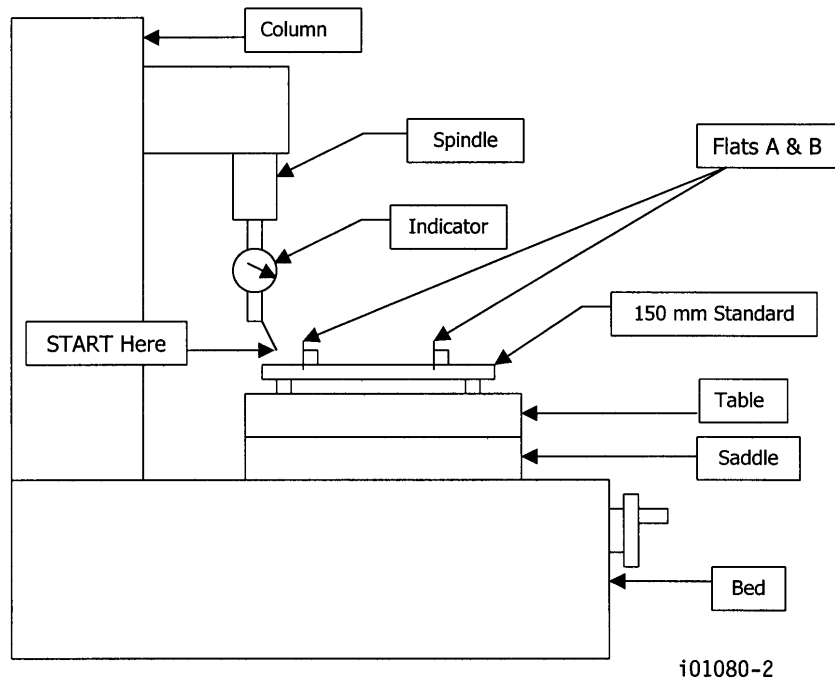 Column
Spindle
Flats A & B
Indicator
150 mm Standard
START Here
Table
Saddle
Bed
i01080-2